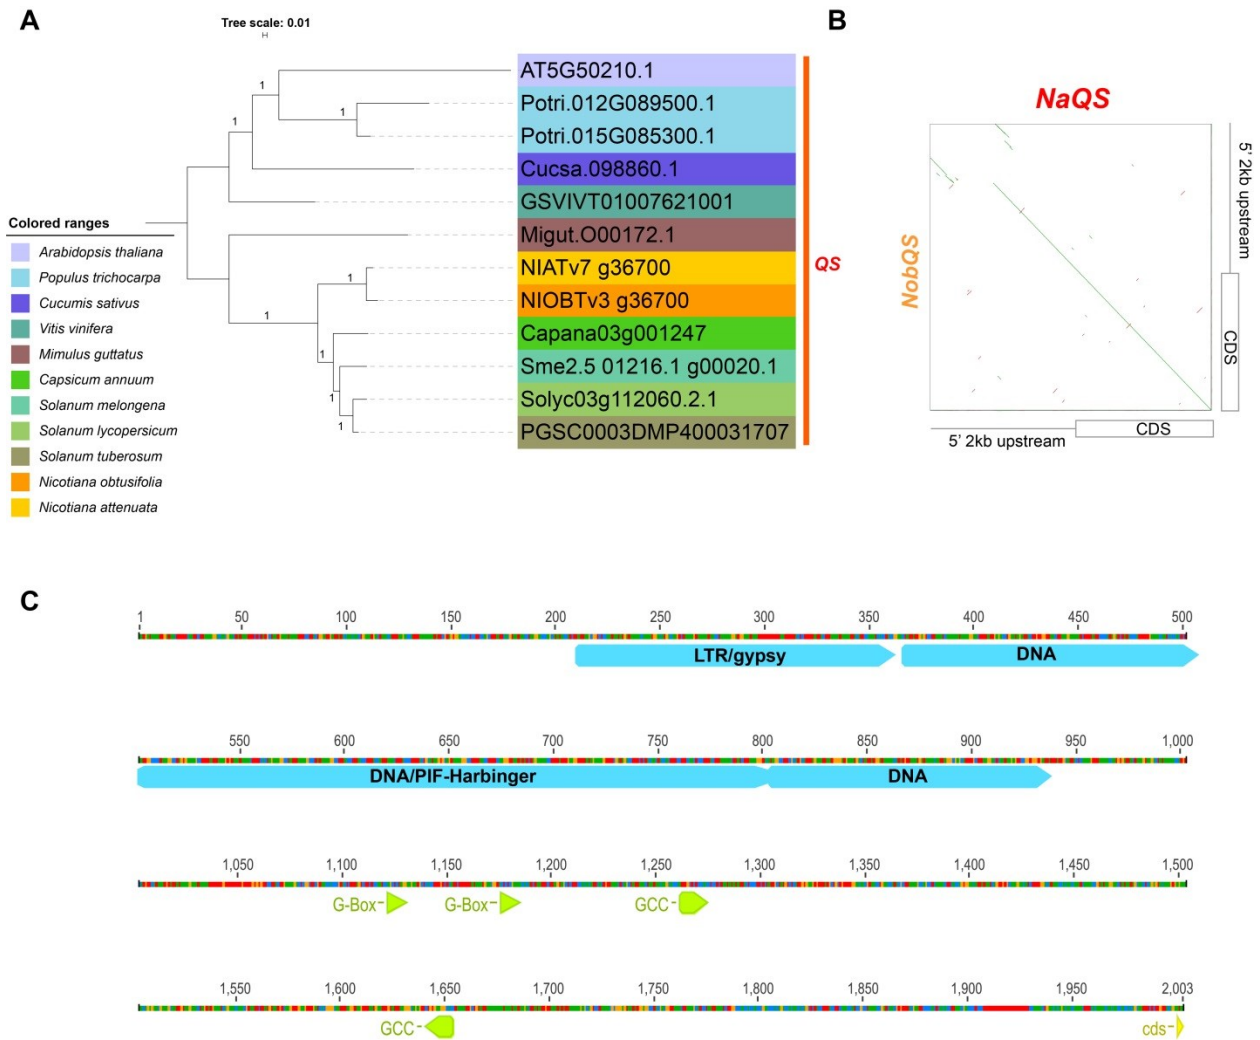 A
Tree scale: 0.01
1
1
1
1
1
1
1
1
AT5G50210.1
Potri.012G089500.1
Potri.015G085300.1
Cucsa.098860.1
GSVIVT01007621001
Migut.O00172.1
NIATv7 g36700
NIOBTv3 g36700
Capana03g001247
Sme2.5 01216.1 g00020.1
Solyc03g112060.2.1
PGSC0003DMP400031707
QS
Colored ranges
Arabidopsis thaliana
Populus trichocarpa
Cucumis sativus
Vitis vinifera
Mimulus guttatus
Capsicum annuum
Solanum melongena
Solanum lycopersicum
Solanum tuberosum
Nicotiana obtusifolia
Nicotiana attenuata
B
NaQS
NobQS
5' 2kb upstream
CDS
5' 2kb upstream
CDS
C
1 50 100 150 200 250 300 350 400 450 500
LTR/gypsy DNA
550 600 650 700 750 800 850 900 950 1,000
DNA/PIF-Harbinger DNA
1,050 1,100 1,150 1,200 1,250 1,300 1,350 1,400 1,450 1,500
G-Box G-Box GCC
1,550 1,600 1,650 1,700 1,750 1,800 1,850 1,900 1,950 2,003
GCC cds